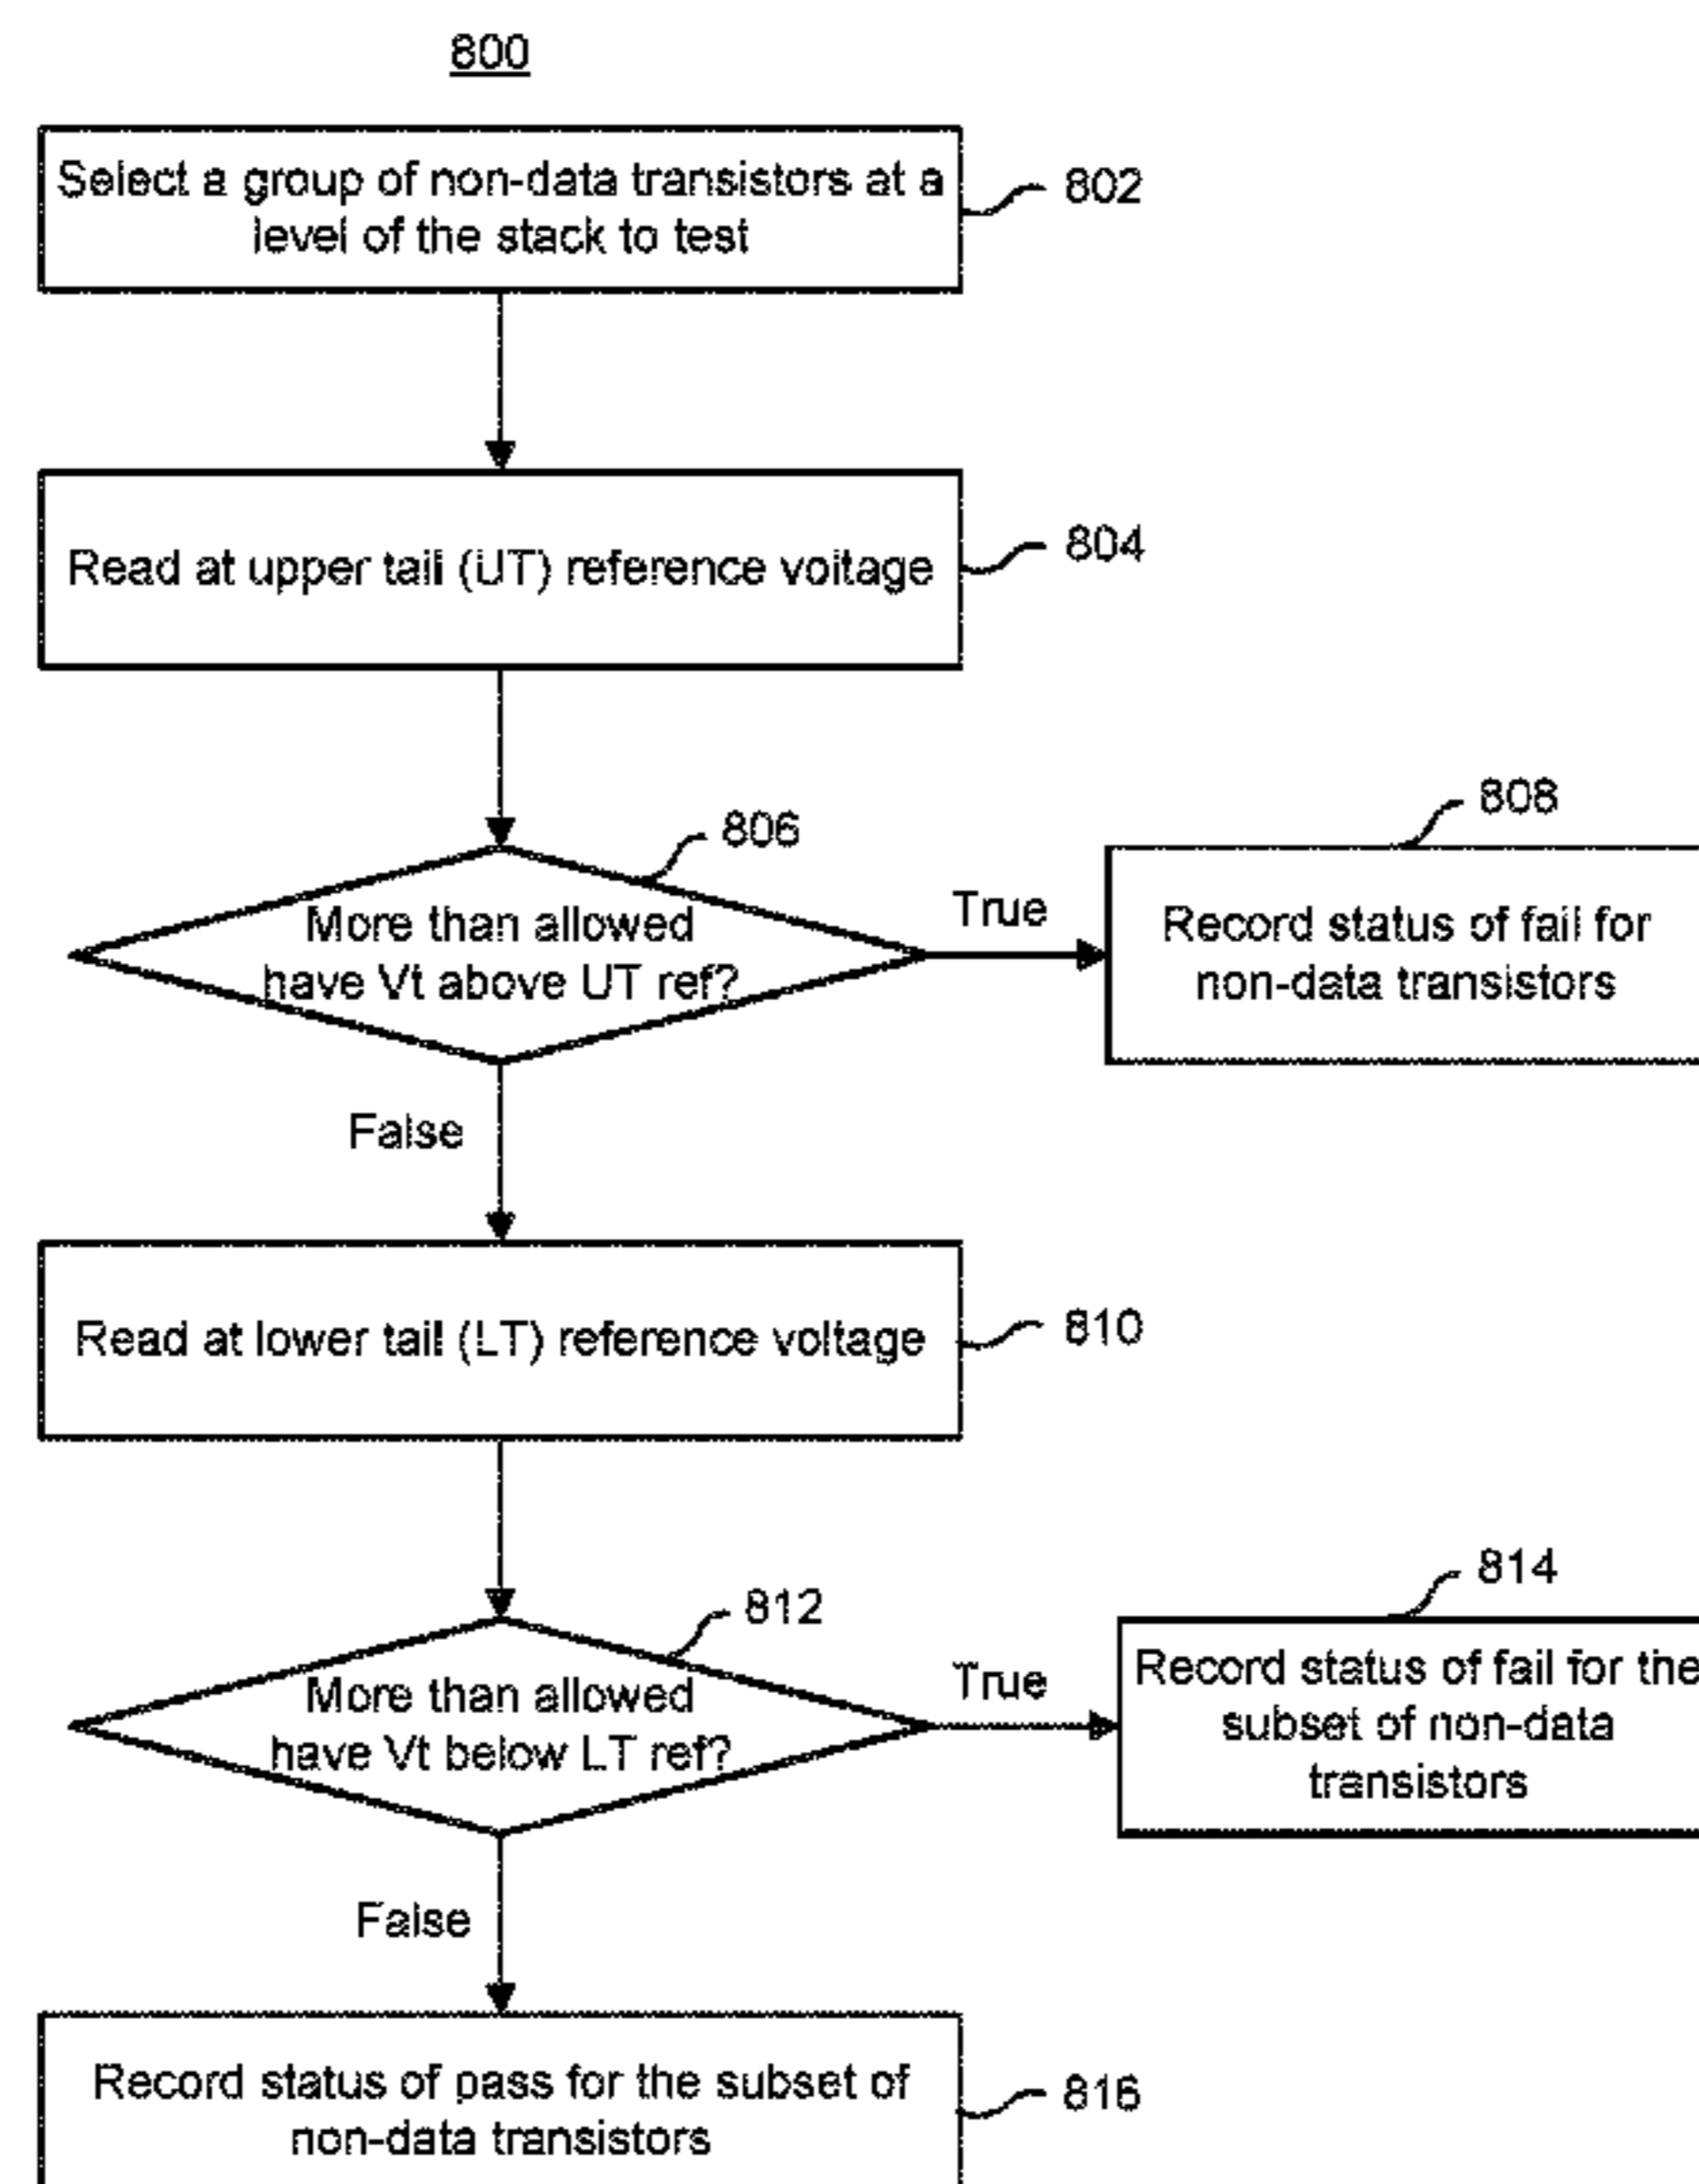 800
Select a group of non-data transistors at a
level of the stack to test
802
Read at upper tail (UT) reference voltage
804
806
More than allowed
have Vt above UT ref?
True
808
Record status of fail for
non-data transistors
False
Read at lower tail (LT) reference voltage
810
812
More than allowed
have Vt below LT ref?
True
814
Record status of fail for the
subset of non-data
transistors
False
Record status of pass for the subset of
non-data transistors
816